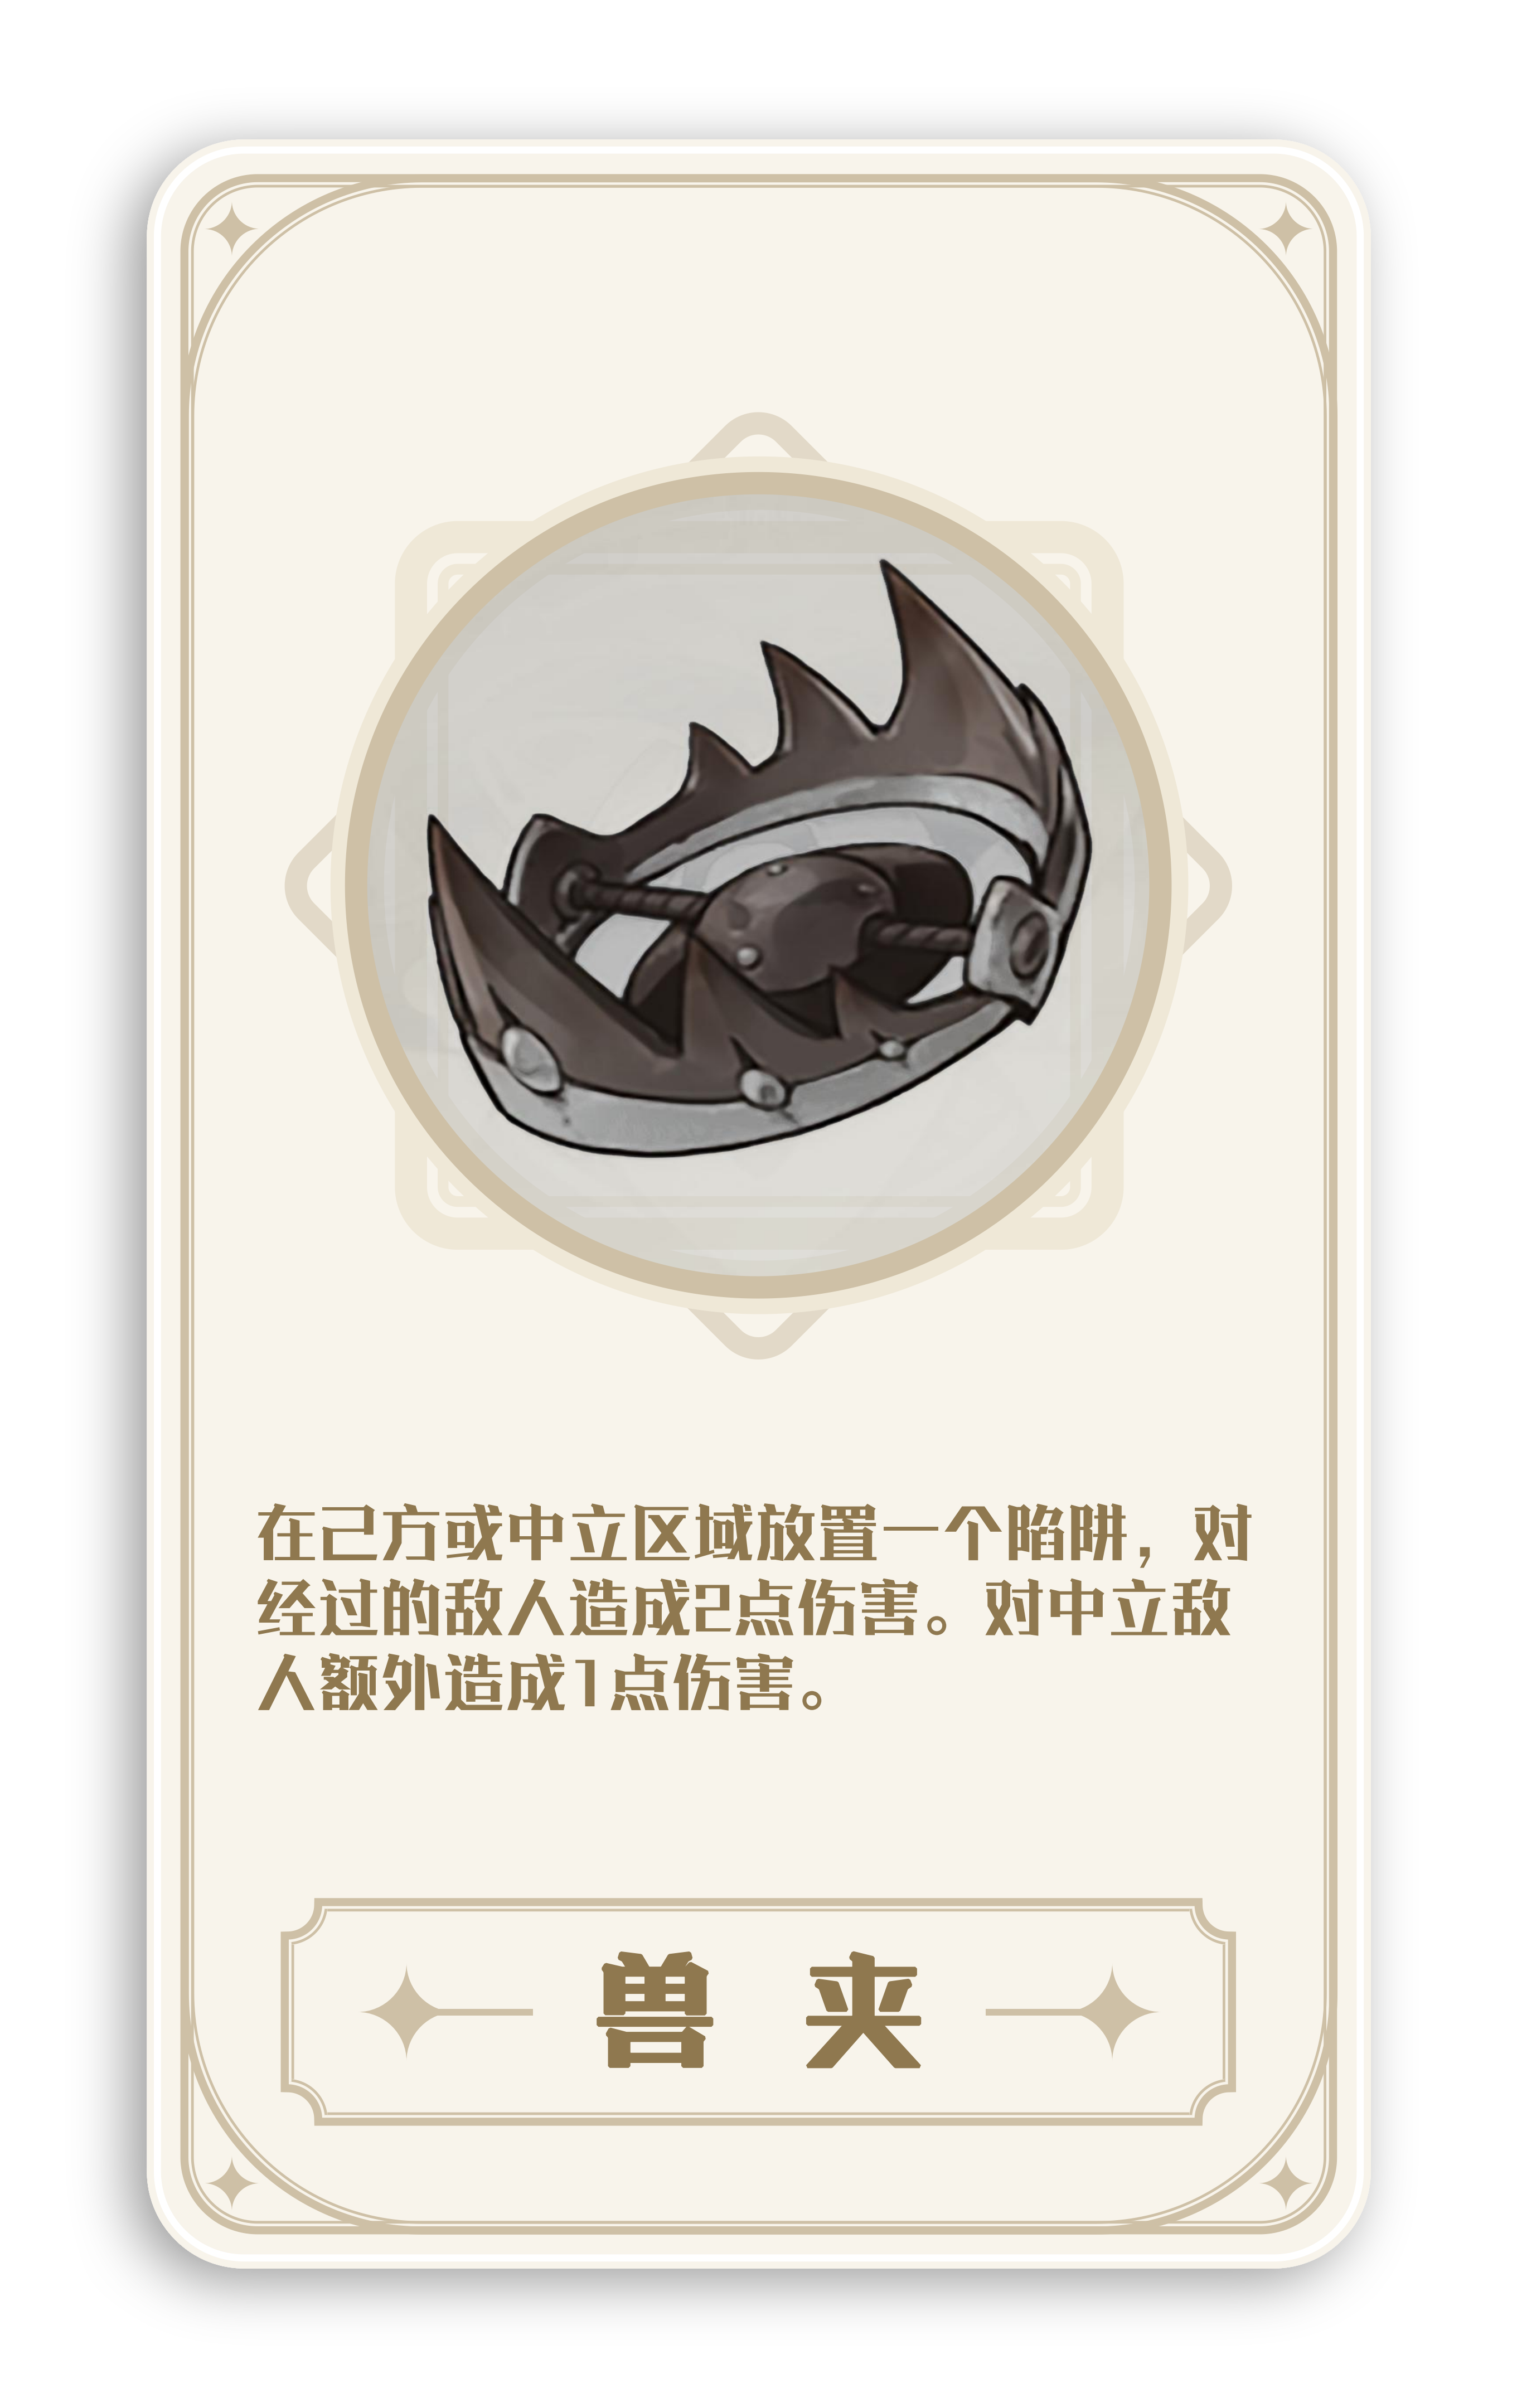 在己方或中立区域放置一个陷阱，对
经过的敌人造成2点伤害。对中立敌
人额外造成1点伤害。
兽 夹